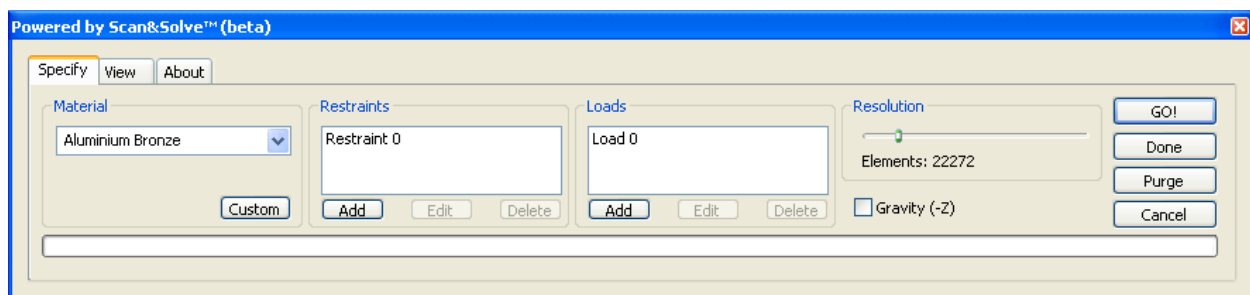 Powered by Scan&Solve™ (beta)
Specify View About
Material
Aluminium Bronze
Custom
Restraints
Restraint 0
Add Edit Delete
Loads
Load 0
Add Edit Delete
Resolution
Elements: 22272
Gravity (-Z)
GO!
Done
Purge
Cancel